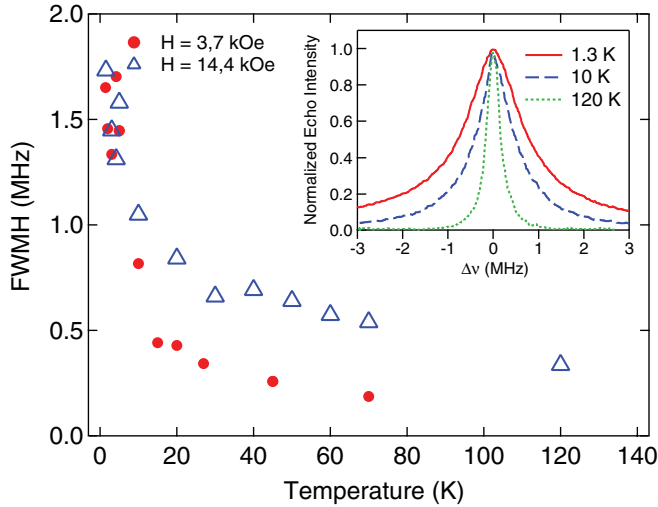 H = 3,7 kOe
H = 14,4 kOe
FWMH (MHz)
2.0
1.5
1.0
0.5
0.0
0 20 40 60 80 100 120 140
Temperature (K)
Normalized Echo Intensity
1.0
0.8
0.6
0.4
0.2
0
-3 -2 -1 0 1 2 3
Δν (MHz)
1.3 K
10 K
120 K